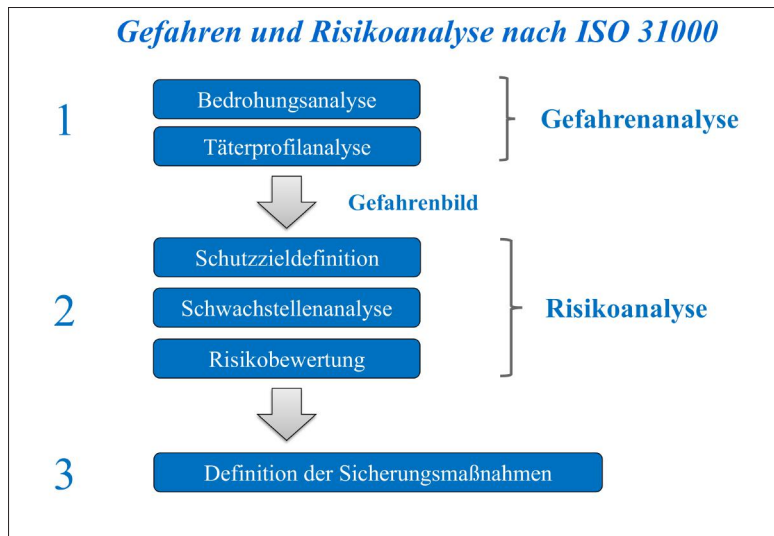 Gefahren und Risikoanalyse nach ISO 31000
1
Bedrohungsanalyse
Täterprofilanalyse
Gefahrenanalyse
Gefahrenbild
2
Schutzzieldefinition
Schwachstellenanalyse
Risikobewertung
Risikoanalyse
3
Definition der Sicherungsmaßnahmen